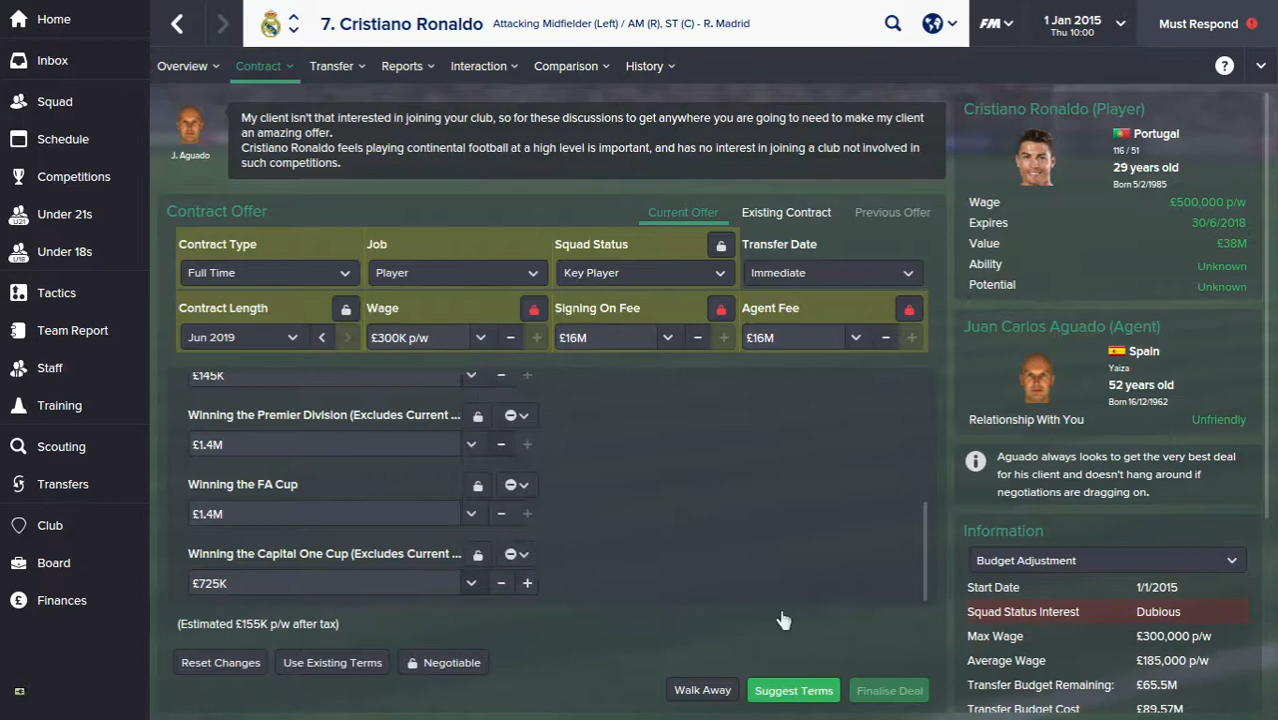 Home
7. Cristiano Ronaldo
Attacking Midfielder (Left) / AM (R), ST (C) - R. Madrid
FM
1 Jan 2015
Thu 10:00
Must Respond
Inbox
Squad
Schedule
Competitions
U21
Under 21s
U18
Under 18s
Tactics
Team Report
Staff
Training
Scouting
Transfers
Club
Board
Finances
Overview
Contract
Transfer
Reports
Interaction
Comparison
History
?
J. Aguado
My client isn't that interested in joining your club, so for these discussions to get anywhere you are going to need to make my client
an amazing offer.
Cristiano Ronaldo feels playing continental football at a high level is important, and has no interest in joining a club not involved in
such competitions.
Contract Offer
Current Offer
Existing Contract
Previous Offer
Contract Type
Job
Squad Status
Transfer Date
Full Time
Player
Key Player
Immediate
Contract Length
Wage
Signing On Fee
Agent Fee
Jun 2019
£300K p/w
£16M
£16M
£145K
Winning the Premier Division (Excludes Current ...
£1.4M
Winning the FA Cup
£1.4M
Winning the Capital One Cup (Excludes Current ...
£725K
(Estimated £155K p/w after tax)
Reset Changes
Use Existing Terms
Negotiable
Walk Away
Suggest Terms
Finalise Deal
Cristiano Ronaldo (Player)
Portugal
116 / 51
29 years old
Born 5/2/1985
Wage £500,000 p/w
Expires 30/6/2018
Value £38M
Ability Unknown
Potential Unknown
Juan Carlos Aguado (Agent)
Spain
Yaiza
52 years old
Born 16/12/1962
Relationship With You Unfriendly
Aguado always looks to get the very best deal
for his client and doesn't hang around if
negotiations are dragging on.
Information
Budget Adjustment
Start Date 1/1/2015
Squad Status Interest Dubious
Max Wage £300,000 p/w
Average Wage £185,000 p/w
Transfer Budget Remaining: £65.5M
Transfer Budget Cost £89.57M